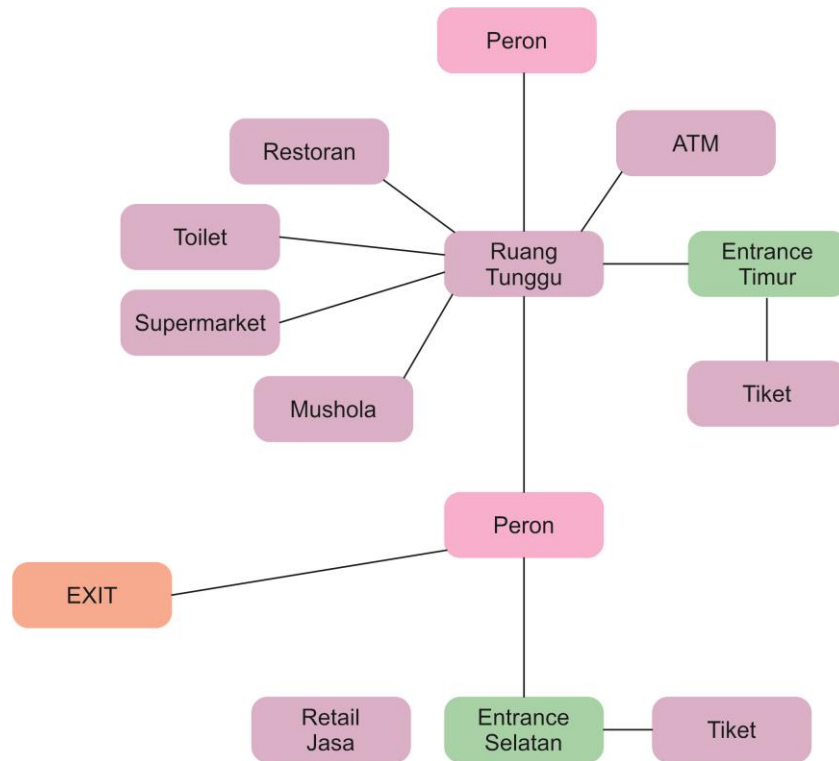 Peron
Restoran
ATM
Toilet
Ruang
Tunggu
Entrance
Timur
Supermarket
Mushola
Tiket
Peron
EXIT
Retail
Jasa
Entrance
Selatan
Tiket